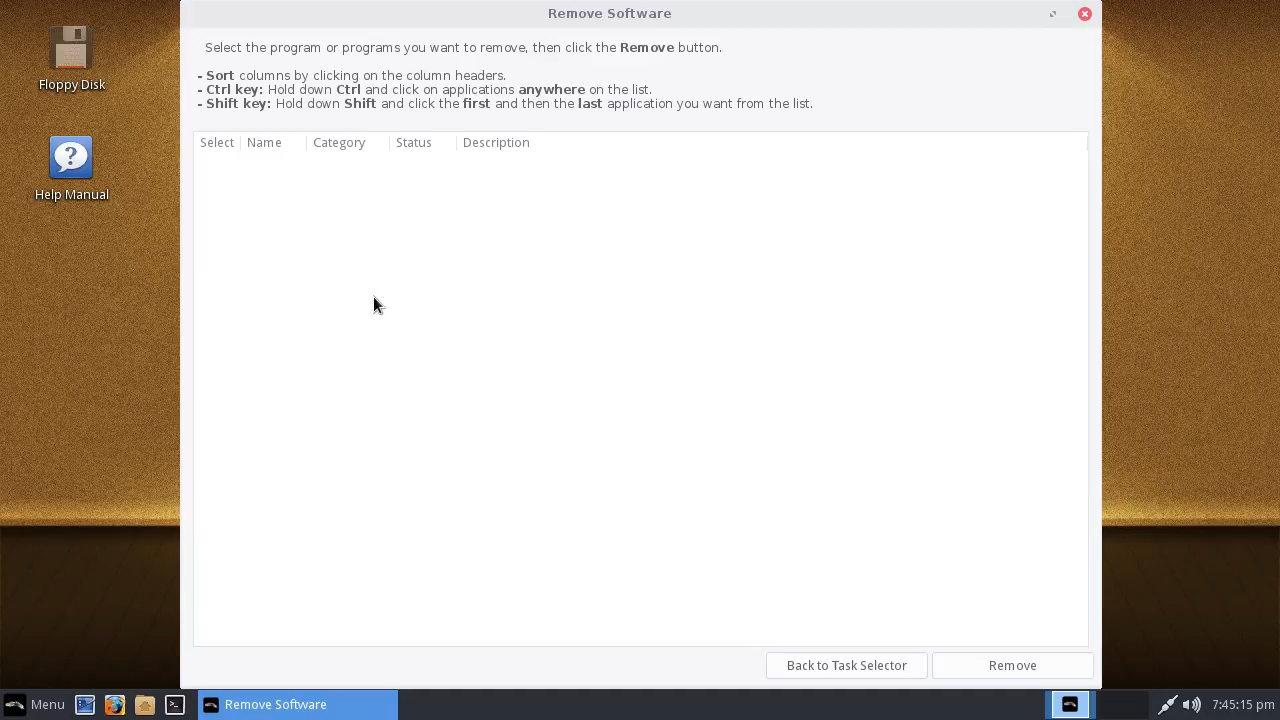 Remove Software
Floppy Disk
Help Manual
Select the program or programs you want to remove, then click the Remove button.
- Sort columns by clicking on the column headers.
- Ctrl key: Hold down Ctrl and click on applications anywhere on the list.
- Shift key: Hold down Shift and click the first and then the last application you want from the list.
Select Name Category Status Description
Back to Task Selector Remove
Menu Remove Software 7:45:15 pm